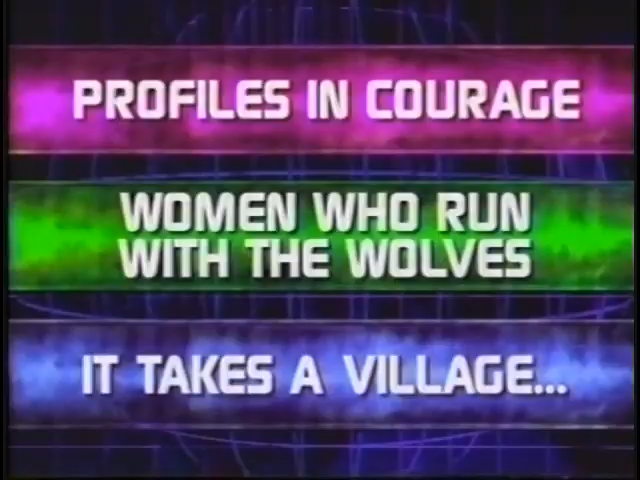 PROFILES IN COURAGE
WOMEN WHO RUN
WITH THE WOLVES
IT TAKES A VILLAGE...